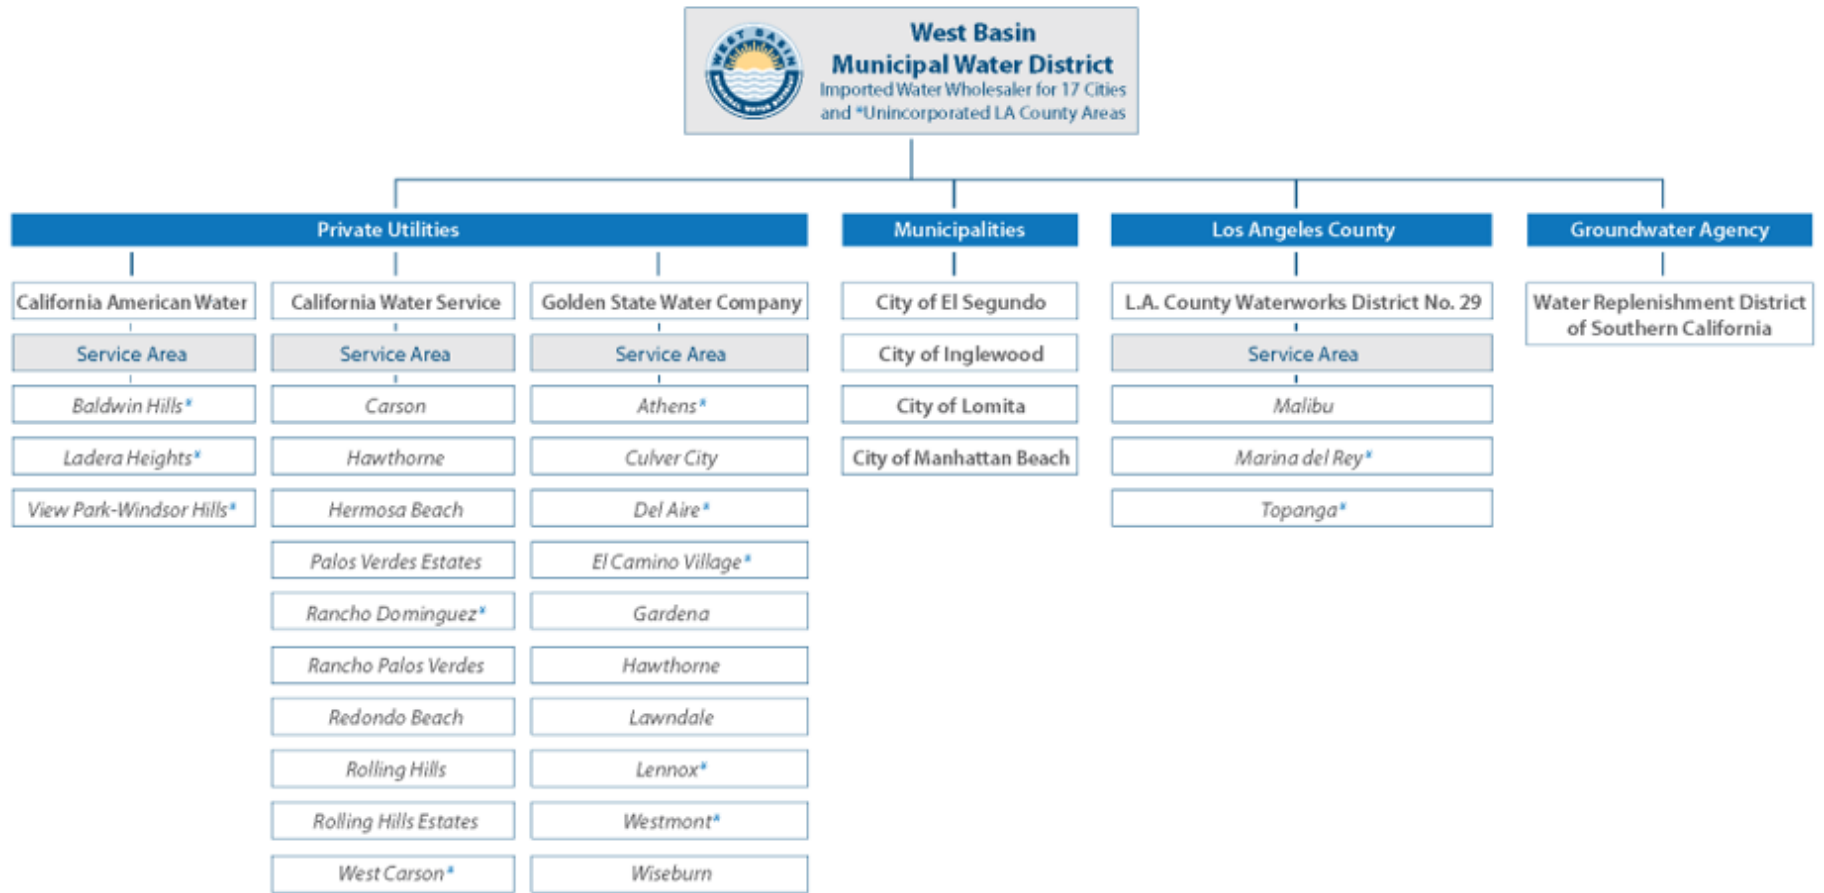 WEST BASIN
MUNICIPAL WATER DISTRICT
West Basin
Municipal Water District
Imported Water Wholesaler for 17 Cities
and *Unincorporated LA County Areas
Private Utilities
California American Water
Service Area
Baldwin Hills*
Ladera Heights*
View Park-Windsor Hills*
California Water Service
Service Area
Carson
Hawthorne
Hermosa Beach
Palos Verdes Estates
Rancho Dominguez*
Rancho Palos Verdes
Redondo Beach
Rolling Hills
Rolling Hills Estates
West Carson*
Golden State Water Company
Service Area
Athens*
Culver City
Del Aire*
El Camino Village*
Gardena
Hawthorne
Lawndale
Lennox*
Westmont*
Wiseburn
Municipalities
City of El Segundo
City of Inglewood
City of Lomita
City of Manhattan Beach
Los Angeles County
L.A. County Waterworks District No. 29
Service Area
Malibu
Marina del Rey*
Topanga*
Groundwater Agency
Water Replenishment District
of Southern California